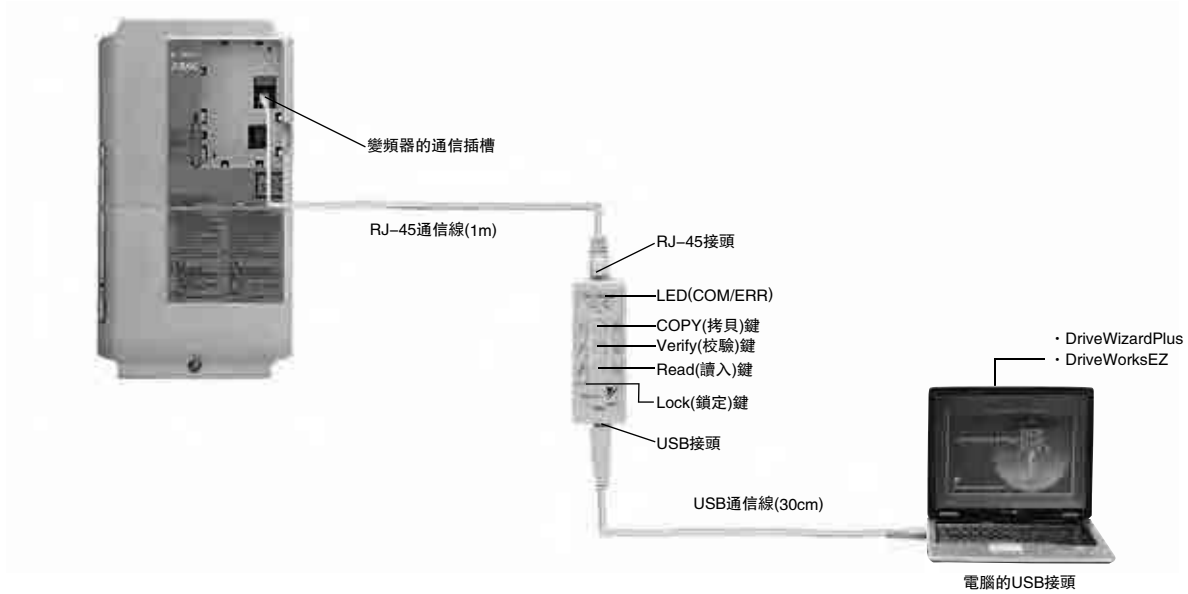 變頻器的通信插槽
RJ-45通信線(1m)
RJ-45接頭
LED(COM/ERR)
COPY(拷貝)鍵
Verify(校驗)鍵
Read(讀入)鍵
Lock(鎖定)鍵
USB接頭
USB通信線(30cm)
・DriveWizardPlus
・DriveWorksEZ
電腦的USB接頭